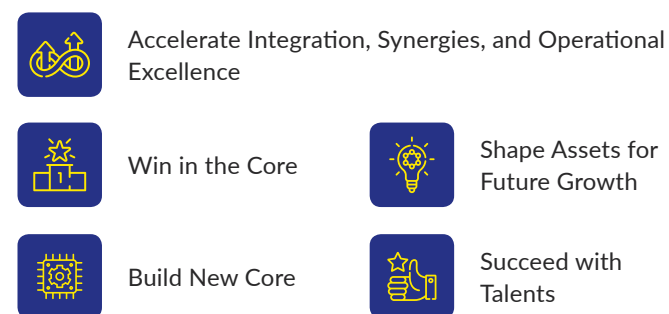 Accelerate Integration, Synergies, and Operational
Excellence
1
Win in the Core
Shape Assets for
Future Growth
Build New Core
Succeed with
Talents